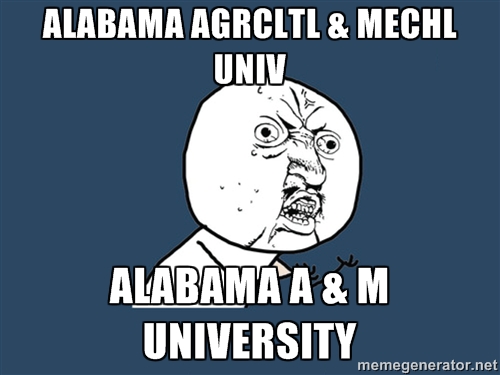 ALABAMA AGRCLTL & MECHL
UNIV
ALABAMA A & M
UNIVERSITY
memegenerator.net